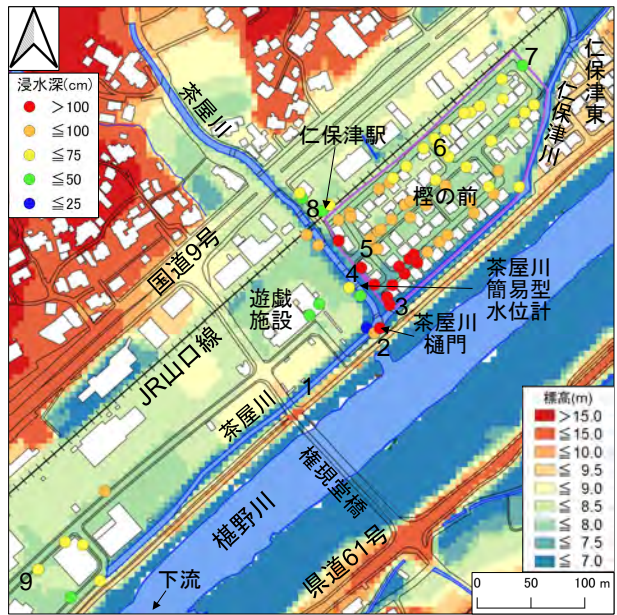 浸水深(cm)
＞100
≦100
≦75
≦50
≦25
茶屋川
仁保津駅
7
仁保津川
仁保津東
6
樫の前
8
国道9号
5
4
茶屋川
簡易型
水位計
遊戯
施設
3
茶屋川
樋門
2
JR山口線
1
茶屋川
権現堂橋
椹野川
県道61号
9
下流
標高(m)
＞15.0
≦ 15.0
≦ 10.0
≦ 9.5
≦ 9.0
≦ 8.5
≦ 8.0
≦ 7.5
≦ 7.0
0 50 100 m